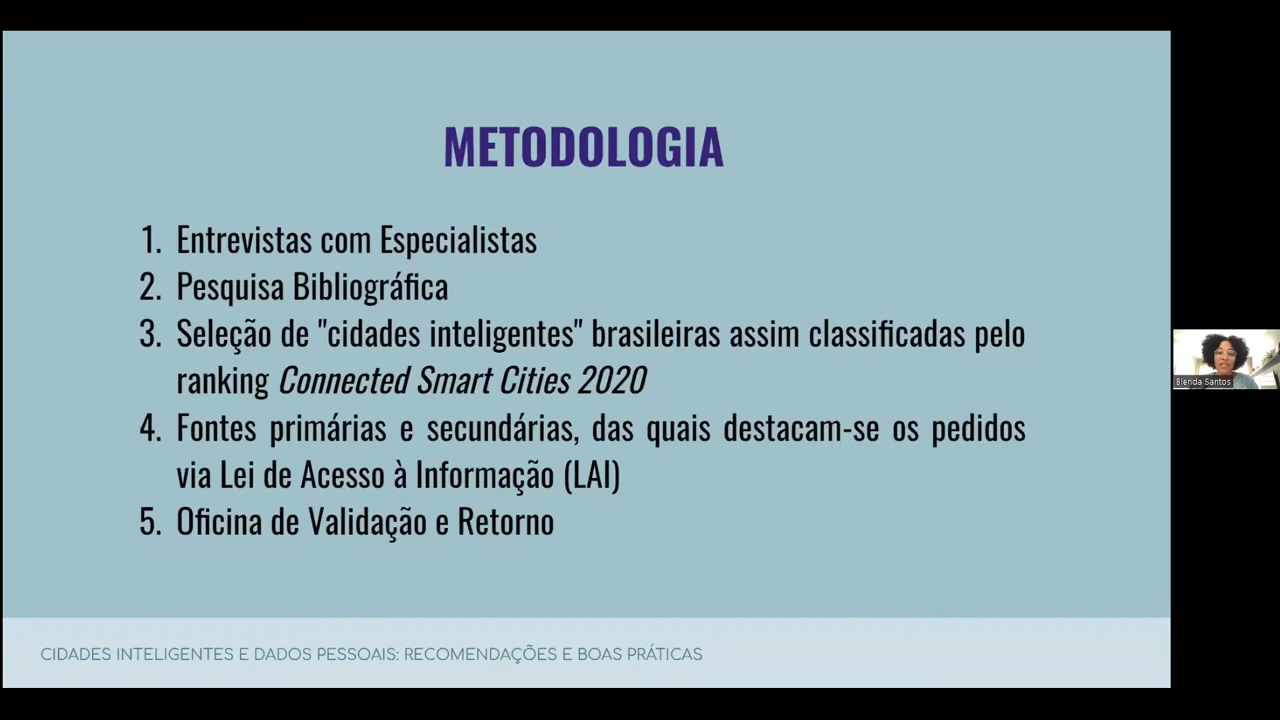 METODOLOGIA
1. Entrevistas com Especialistas
2. Pesquisa Bibliográfica
3. Seleção de "cidades inteligentes" brasileiras assim classificadas pelo
ranking Connected Smart Cities 2020
4. Fontes primárias e secundárias, das quais destacam-se os pedidos
via Lei de Acesso à Informação (LAI)
5. Oficina de Validação e Retorno
Blenda Santos
CIDADES INTELIGENTES E DADOS PESSOAIS: RECOMENDAÇÕES E BOAS PRÁTICAS